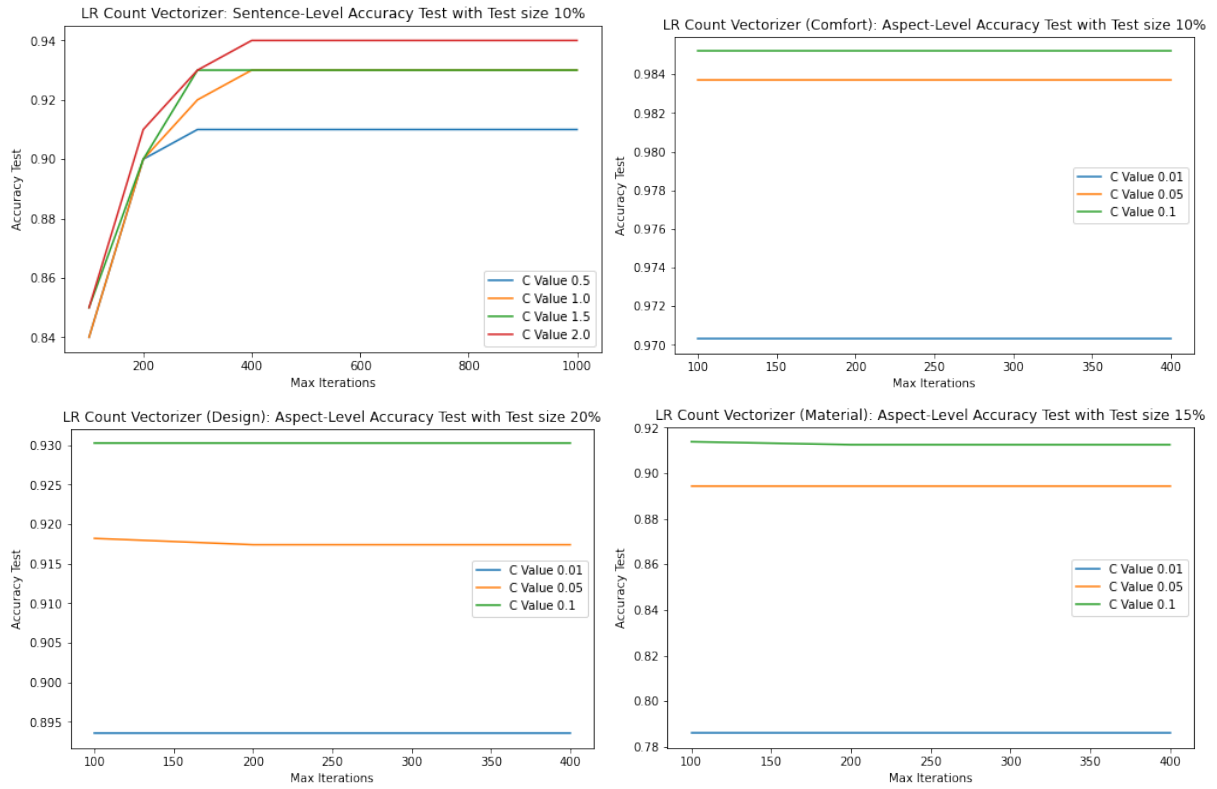 LR Count Vectorizer: Sentence-Level Accuracy Test with Test size 10%
0.94
0.92
0.90
0.88
0.86
0.84
Accuracy Test
C Value 0.5
C Value 1.0
C Value 1.5
C Value 2.0
200
400
600
800
1000
Max Iterations
LR Count Vectorizer (Comfort): Aspect-Level Accuracy Test with Test size 10%
0.984
0.982
0.980
0.978
0.976
0.974
0.972
0.970
Accuracy Test
C Value 0.01
C Value 0.05
C Value 0.1
100
150
200
250
300
350
400
Max Iterations
LR Count Vectorizer (Design): Aspect-Level Accuracy Test with Test size 20%
0.930
0.925
0.920
0.915
0.910
0.905
0.900
0.895
Accuracy Test
C Value 0.01
C Value 0.05
C Value 0.1
100
150
200
250
300
350
400
Max Iterations
LR Count Vectorizer (Material): Aspect-Level Accuracy Test with Test size 15%
0.92
0.90
0.88
0.86
0.84
0.82
0.80
0.78
Accuracy Test
C Value 0.01
C Value 0.05
C Value 0.1
100
150
200
250
300
350
400
Max Iterations